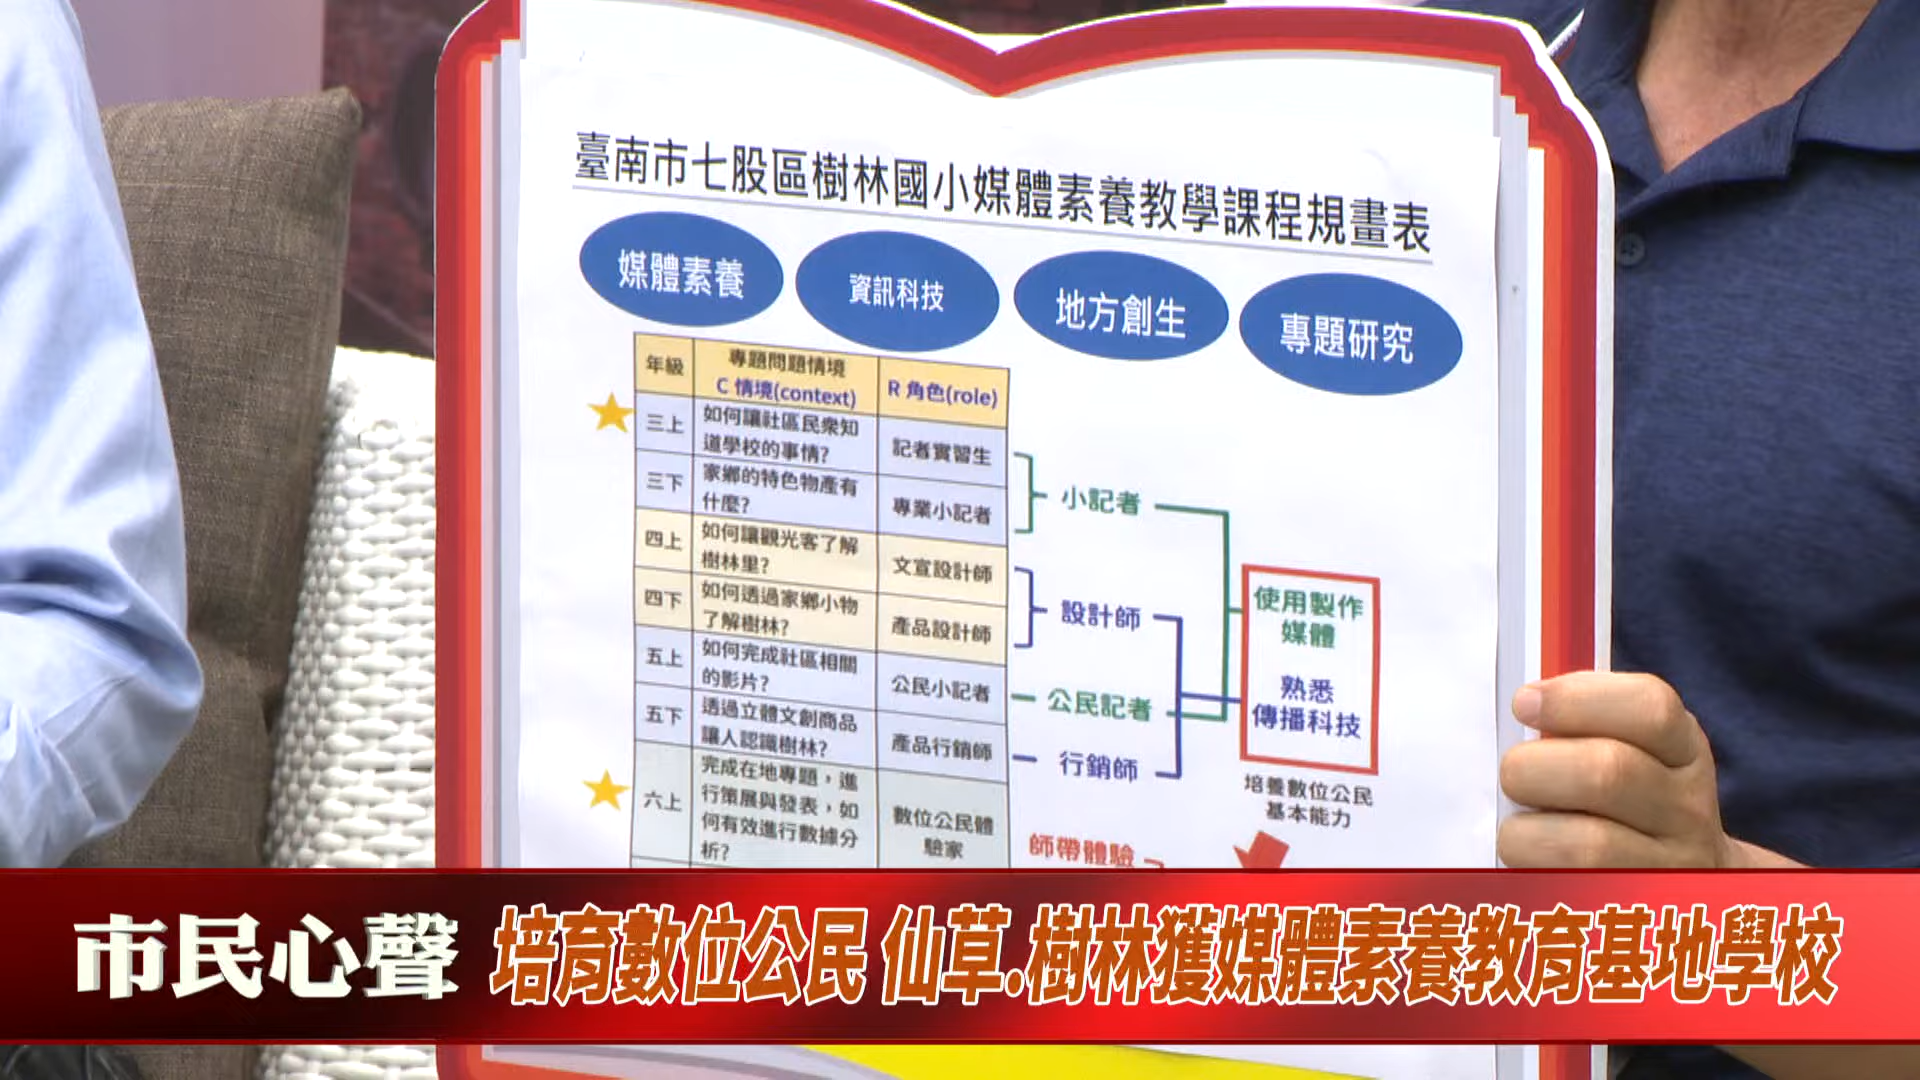 臺南市七股區樹林國小媒體素養教學課程規畫表
媒體素養
資訊科技
地方創生
專題研究
年級
專題問題情境
C 情境(context)
R 角色(role)
三上
如何讓社區民衆知
道學校的事情?
記者實習生
三下
家鄉的特色物產有
什麼?
專業小記者
四上
如何讓觀光客了解
樹林里?
文宣設計師
四下
如何透過家鄉小物
了解樹林?
產品設計師
五上
如何完成社區相關
的影片?
公民小記者
五下
透過立體文創商品
讓人認識樹林?
產品行銷師
六上
完成在地專題，進
行策展與發表，如
何有效進行數據分
析?
數位公民體
驗家
小記者
設計師
公民記者
行銷師
使用製作
媒體
熟悉
傳播科技
培養數位公民
基本能力
師帶體驗
市民心聲
培育數位公民 仙草.樹林獲媒體素養教育基地學校